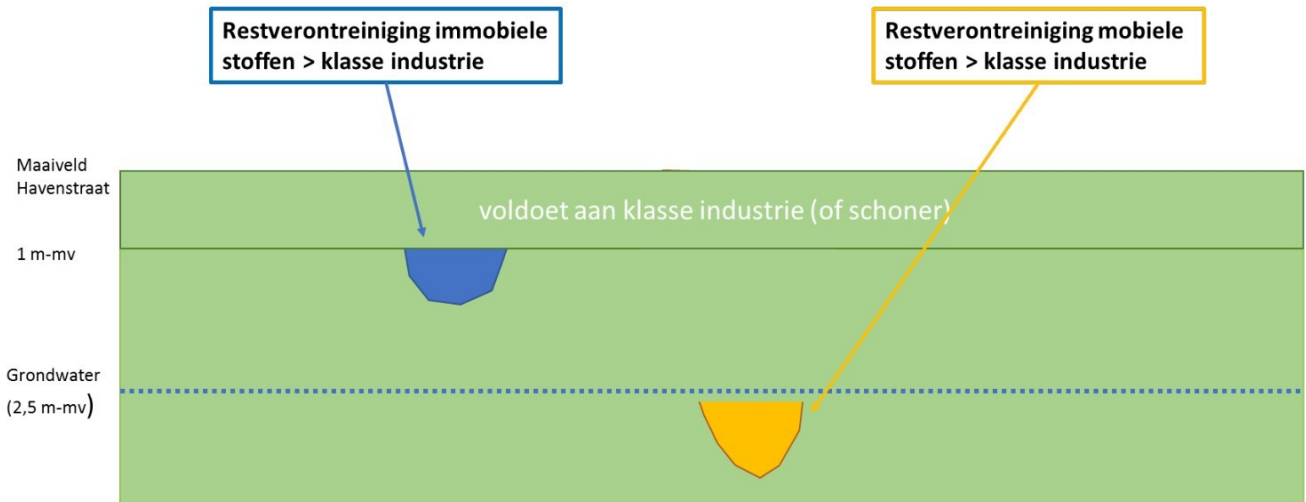 Restverontreiniging immobiele
stoffen > klasse industrie
Restverontreiniging mobiele
stoffen > klasse industrie
Maaiveld
Havenstraat
voldoet aan klasse industrie (of schoner)
1 m-mv
Grondwater
(2,5 m-mv)